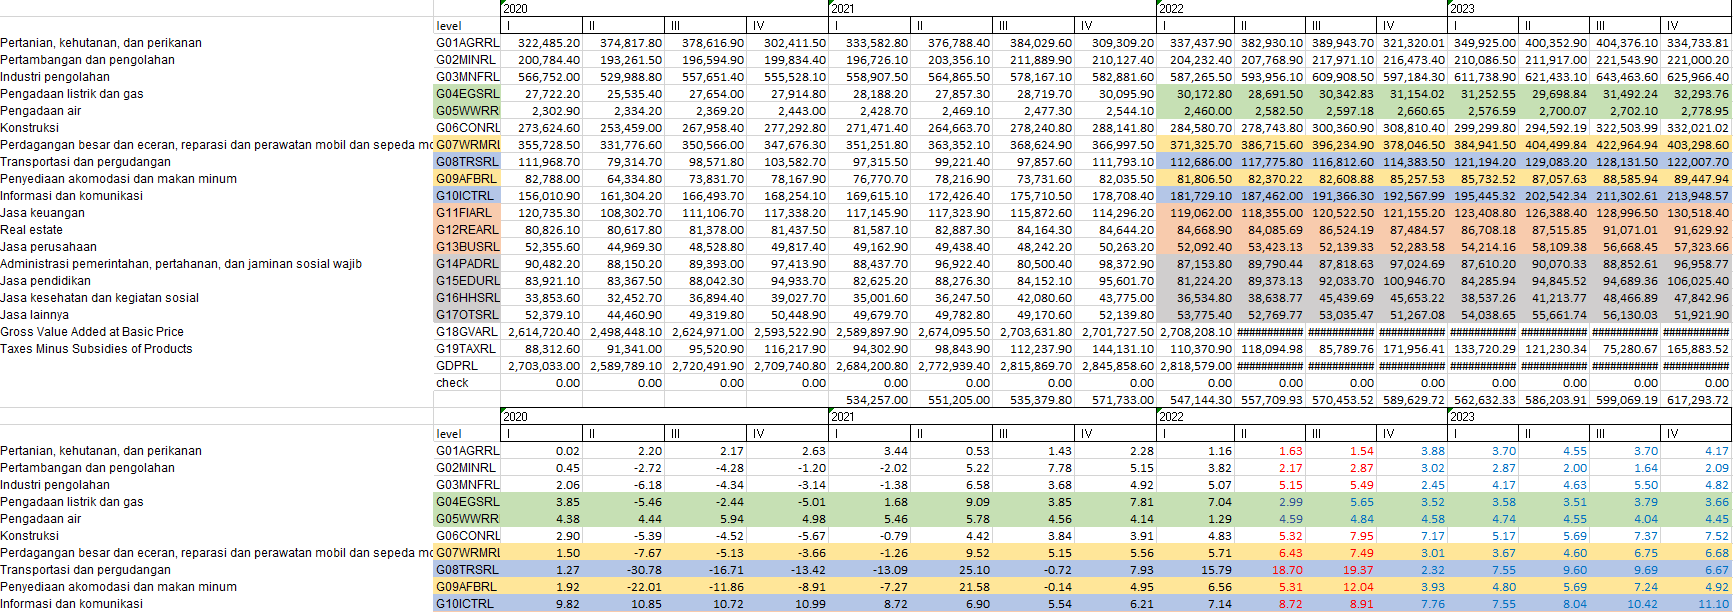 2020 2021 2022 2023
level I II III IV I II III IV I II III IV I II III IV
Pertanian, kehutanan, dan perikanan G01AGRRL 322,485.20 374,817.80 378,616.90 302,411.50 333,582.80 376,788.40 384,029.60 309,309.20 337,437.90 382,930.10 389,943.70 321,320.01 349,925.00 400,352.90 404,376.10 334,733.81
Pertambangan dan pengolahan G02MINRL 200,784.40 193,261.50 196,594.90 199,834.40 196,726.10 203,356.10 211,889.90 210,127.40 204,232.40 207,768.90 217,971.10 216,473.40 210,086.50 211,917.00 221,543.90 221,000.20
Industri pengolahan G03MNFRL 566,752.00 529,988.80 557,651.40 555,528.10 558,907.50 564,865.50 578,167.10 582,881.60 587,265.50 593,956.10 609,908.50 597,184.30 611,738.90 621,433.10 643,463.60 625,966.40
Pengadaan listrik dan gas G04EGSRL 27,722.20 25,535.40 27,654.00 27,914.80 28,188.20 27,857.30 28,719.70 30,095.90 30,172.80 28,691.50 30,342.83 31,154.02 31,252.55 29,698.84 31,492.24 32,293.76
Pengadaan air G05WWRR 2,302.90 2,334.20 2,369.20 2,443.00 2,428.70 2,469.10 2,477.30 2,544.10 2,460.00 2,582.50 2,597.18 2,660.65 2,576.59 2,700.07 2,702.10 2,778.95
Konstruksi G06CONRL 273,624.60 253,459.00 267,958.40 277,292.80 271,471.40 264,663.70 278,240.80 288,141.80 284,580.70 278,743.80 300,360.90 308,810.40 299,299.80 294,592.19 322,503.99 332,021.02
Perdagangan besar dan eceran, reparasi dan perawatan mobil dan sepeda mo G07WRMRL 355,728.50 331,776.60 350,566.00 347,676.30 351,251.80 363,352.10 368,624.90 366,997.50 371,325.70 386,715.60 396,234.90 378,046.50 384,941.50 404,499.84 422,964.94 403,298.60
Transportasi dan pergudangan G08TRSRL 111,968.70 79,314.70 98,571.80 103,582.70 97,315.50 99,221.40 97,857.60 111,793.10 112,686.00 117,775.80 116,812.60 114,383.50 121,194.20 129,083.20 128,131.50 122,007.70
Penyediaan akomodasi dan makan minum G09AFBRL 82,788.00 64,334.80 73,831.70 78,167.90 76,770.70 78,216.90 73,731.60 82,035.50 81,806.50 82,370.22 82,608.88 85,257.53 85,732.52 87,057.63 88,585.94 89,447.94
Informasi dan komunikasi G10ICTRL 156,010.90 161,304.20 166,493.70 168,254.10 169,615.10 172,426.40 175,710.50 178,708.40 181,729.10 187,462.00 191,366.30 192,567.99 195,445.32 202,542.34 211,302.61 213,948.57
Jasa keuangan G11FIARL 120,735.30 108,302.70 111,106.70 117,338.20 117,145.90 117,323.90 115,872.60 114,296.20 119,062.00 118,355.00 120,522.50 121,155.20 123,408.80 126,388.40 128,996.50 130,518.40
Real estate G12REARL 80,826.10 80,617.80 81,378.00 81,437.50 81,587.10 82,887.30 84,164.30 84,644.20 84,668.90 84,085.69 86,524.19 87,484.57 86,708.18 87,515.85 91,071.01 91,629.92
Jasa perusahaan G13BUSRL 52,355.60 44,969.30 48,528.80 49,817.40 49,162.90 49,438.40 48,242.20 50,263.20 52,092.40 53,423.13 52,139.33 52,283.58 54,214.16 58,109.38 56,668.45 57,323.66
Administrasi pemerintahan, pertahanan, dan jaminan sosial wajib G14PADRL 90,482.20 88,150.20 89,393.00 97,413.90 88,437.70 96,922.40 80,500.40 98,372.90 87,153.80 89,790.44 87,818.63 97,024.69 87,610.20 90,070.33 88,852.61 96,958.77
Jasa pendidikan G15EDURL 83,921.10 83,367.50 88,042.30 94,933.70 82,625.20 88,276.30 84,152.10 95,601.70 81,224.20 89,373.13 92,033.70 100,946.70 84,285.94 94,845.52 94,689.36 106,025.40
Jasa kesehatan dan kegiatan sosial G16HHSRL 33,853.60 32,452.70 36,894.40 39,027.70 35,001.60 36,247.50 42,080.60 43,775.00 36,534.80 38,638.77 45,439.69 45,653.22 38,537.26 41,213.77 48,466.89 47,842.96
Jasa lainnya G17OTSRL 52,379.10 44,460.90 49,319.80 50,448.90 49,679.70 49,782.80 49,170.60 52,139.80 53,775.40 52,769.77 53,035.47 51,267.08 54,038.65 55,661.74 56,130.03 51,921.90
Gross Value Added at Basic Price G18GVARL 2,614,720.40 2,498,448.10 2,624,971.00 2,593,522.90 2,589,897.90 2,674,095.50 2,703,631.80 2,701,727.50 2,708,208.10 ########### ########### ########### ########### ########### ########### ###########
Taxes Minus Subsidies of Products G19TAXRL 88,312.60 91,341.00 95,520.90 116,217.90 94,302.90 98,843.90 112,237.90 144,131.10 110,370.90 118,094.98 85,789.76 171,956.41 133,720.29 121,230.34 75,280.67 165,883.52
GDPRL 2,703,033.00 2,589,789.10 2,720,491.90 2,709,740.80 2,684,200.80 2,772,939.40 2,815,869.70 2,845,858.60 2,818,579.00 ########### ########### ########### ########### ########### ########### ###########
check 0.00 0.00 0.00 0.00 0.00 0.00 0.00 0.00 0.00 0.00 0.00 0.00 0.00 0.00 0.00 0.00
534,257.00 551,205.00 535,379.80 571,733.00 547,144.30 557,709.93 570,453.52 589,629.72 562,632.33 586,203.91 599,069.19 617,293.72
2020 2021 2022 2023
level I II III IV I II III IV I II III IV I II III IV
Pertanian, kehutanan, dan perikanan G01AGRRL 0.02 2.20 2.17 2.63 3.44 0.53 1.43 2.28 1.16 1.63 1.54 3.88 3.70 4.55 3.70 4.17
Pertambangan dan pengolahan G02MINRL 0.45 -2.72 -4.28 -1.20 -2.02 5.22 7.78 5.15 3.82 2.17 2.87 3.02 2.87 2.00 1.64 2.09
Industri pengolahan G03MNFRL 2.06 -6.18 -4.34 -3.14 -1.38 6.58 3.68 4.92 5.07 5.15 5.49 2.45 4.17 4.63 5.50 4.82
Pengadaan listrik dan gas G04EGSRL 3.85 -5.46 -2.44 -5.01 1.68 9.09 3.85 7.81 7.04 2.99 5.65 3.52 3.58 3.51 3.79 3.66
Pengadaan air G05WWRR 4.38 4.44 5.94 4.98 5.46 5.78 4.56 4.14 1.29 4.59 4.84 4.58 4.74 4.55 4.04 4.45
Konstruksi G06CONRL 2.90 -5.39 -4.52 -5.67 -0.79 4.42 3.84 3.91 4.83 5.32 7.95 7.17 5.17 5.69 7.37 7.52
Perdagangan besar dan eceran, reparasi dan perawatan mobil dan sepeda mo G07WRMRL 1.50 -7.67 -5.13 -3.66 -1.26 9.52 5.15 5.56 5.71 6.43 7.49 3.01 3.67 4.60 6.75 6.68
Transportasi dan pergudangan G08TRSRL 1.27 -30.78 -16.71 -13.42 -13.09 25.10 -0.72 7.93 15.79 18.70 19.37 2.32 7.55 9.60 9.69 6.67
Penyediaan akomodasi dan makan minum G09AFBRL 1.92 -22.01 -11.86 -8.91 -7.27 21.58 -0.14 4.95 6.56 5.31 12.04 3.93 4.80 5.69 7.24 4.92
Informasi dan komunikasi G10ICTRL 9.82 10.85 10.72 10.99 8.72 6.90 5.54 6.21 7.14 8.72 8.91 7.76 7.55 8.04 10.42 11.10